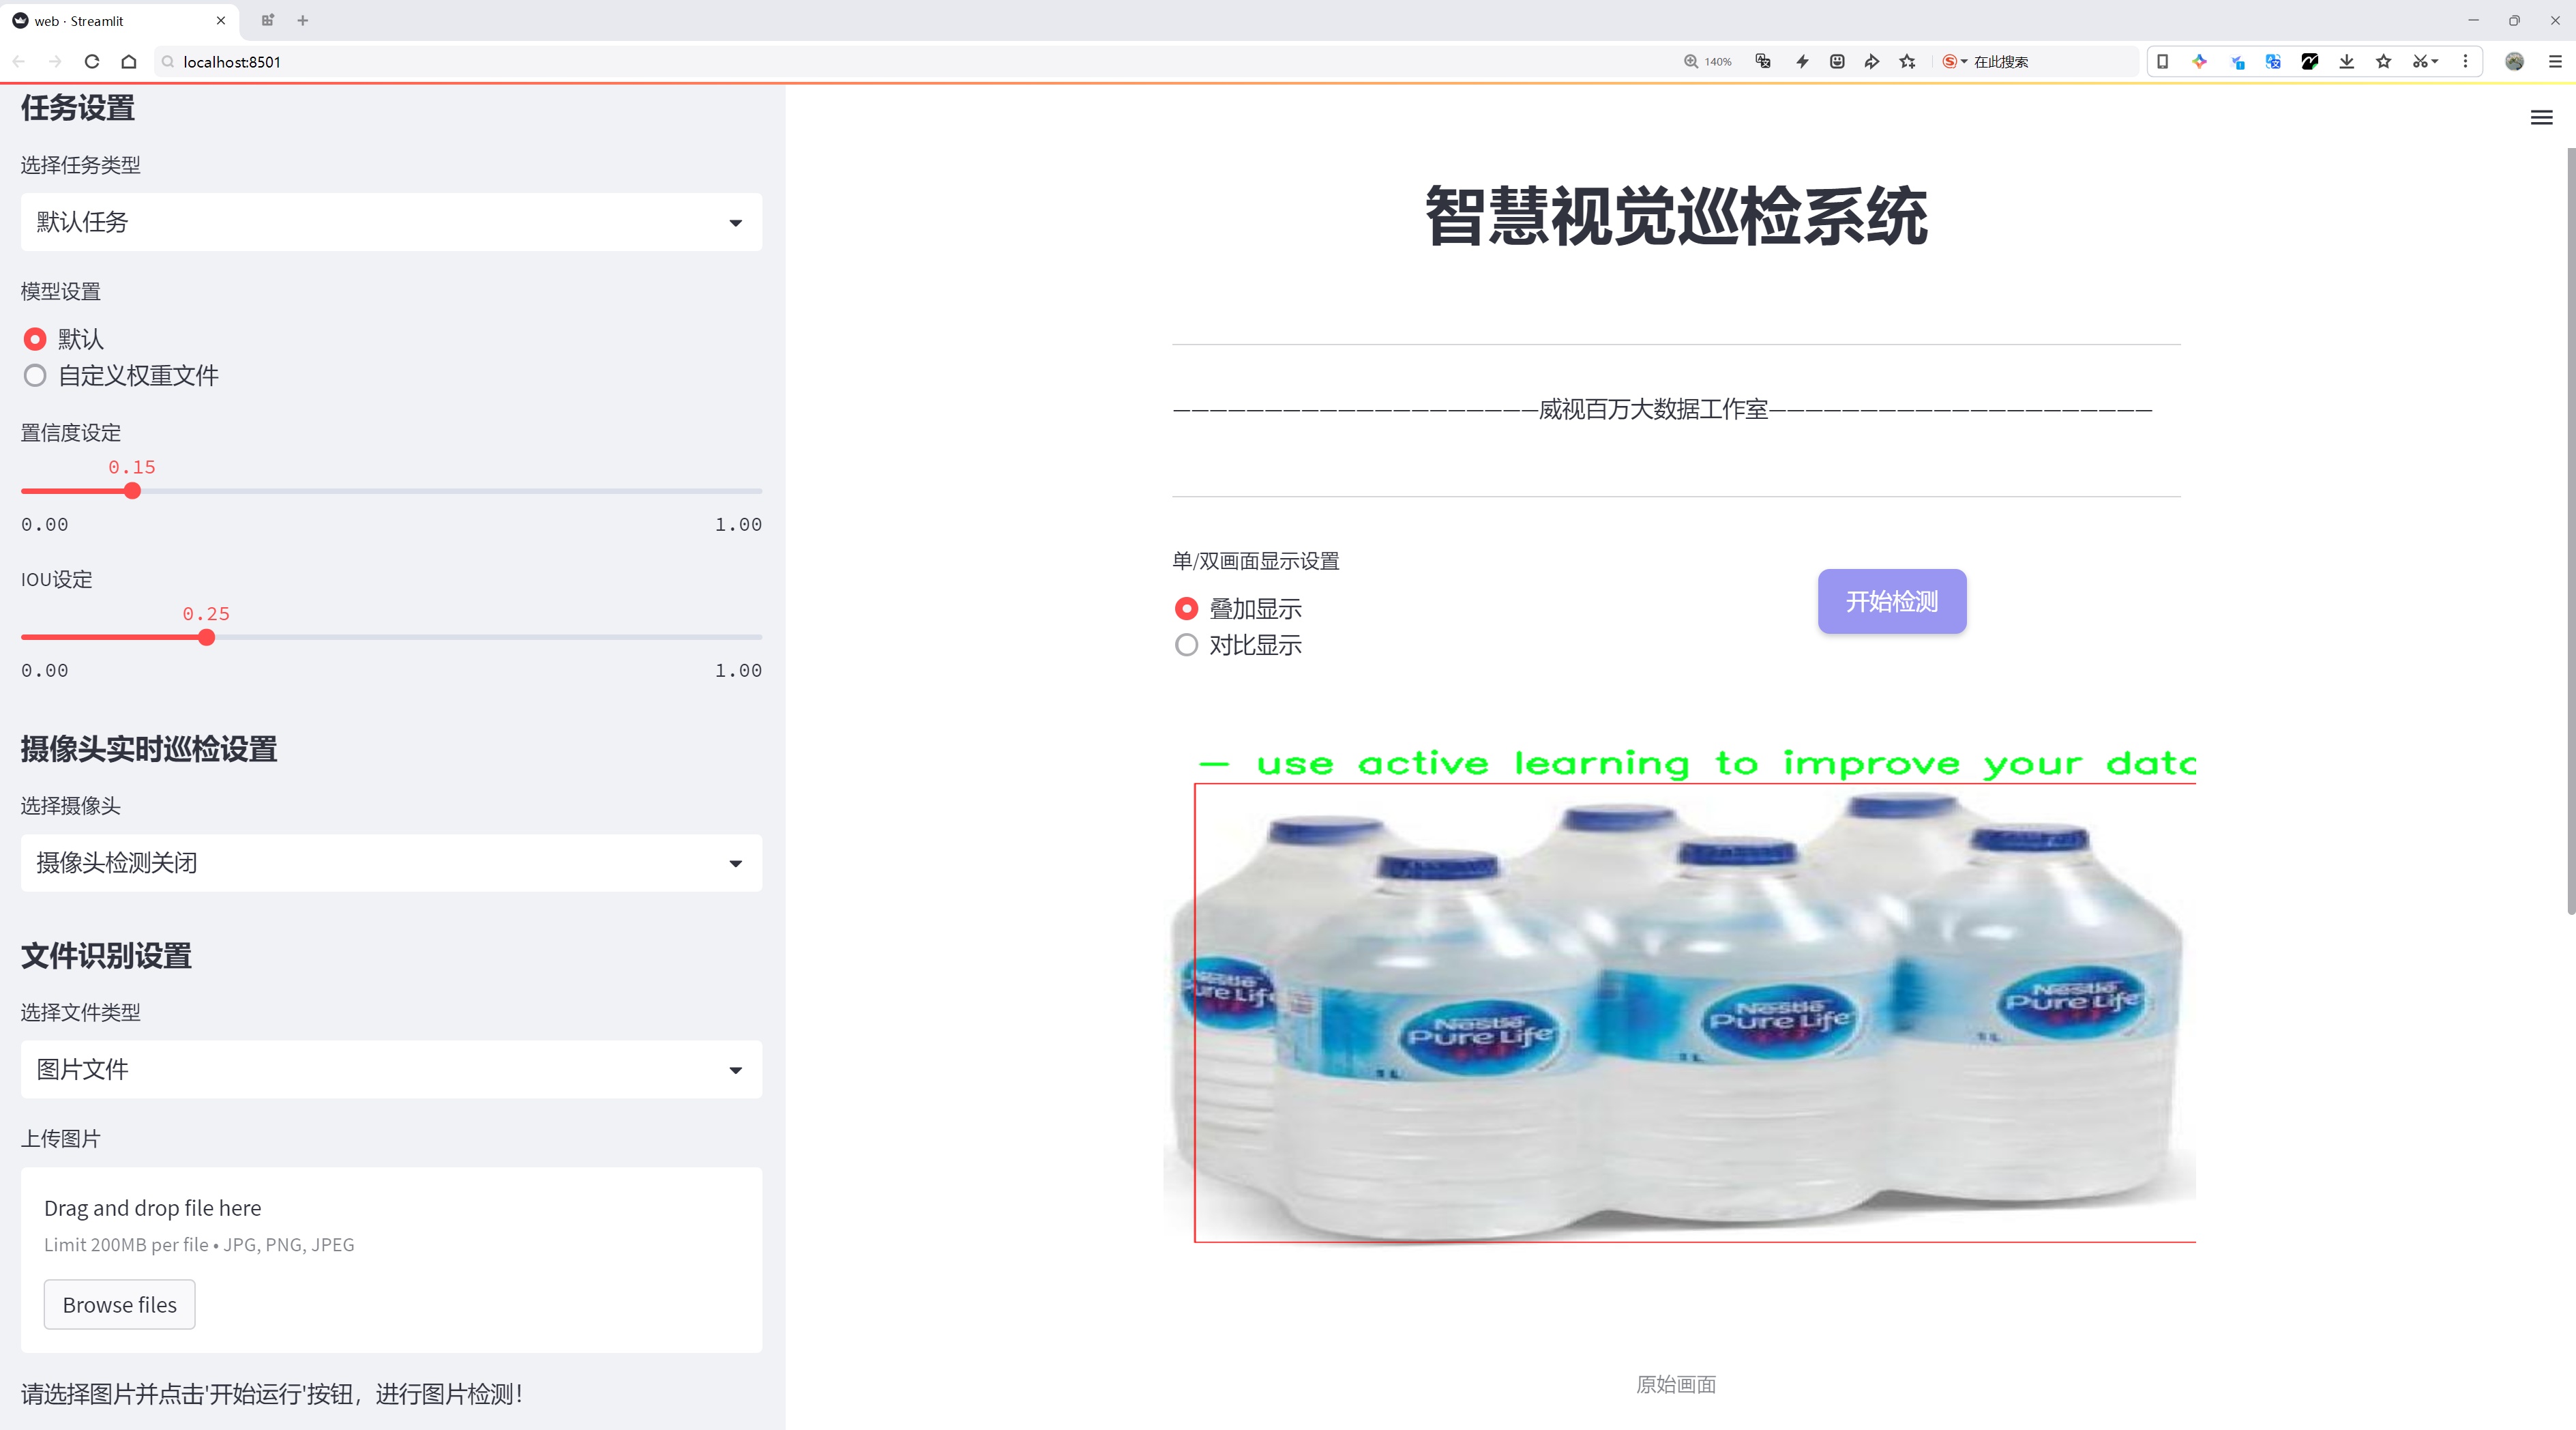 web · Streamlit
localhost:8501
140%
在此搜索
任务设置
选择任务类型
默认任务
模型设置
默认
自定义权重文件
置信度设定
0.15
0.00 1.00
IOU设定
0.25
0.00 1.00
摄像头实时巡检设置
选择摄像头
摄像头检测关闭
文件识别设置
选择文件类型
图片文件
上传图片
Drag and drop file here
Limit 200MB per file • JPG, PNG, JPEG
Browse files
请选择图片并点击'开始运行'按钮，进行图片检测！
智慧视觉巡检系统
————————————————————威视百万大数据工作室—————————————————————
单/双画面显示设置
叠加显示
对比显示
开始检测
— use active learning to improve your data
ure Life
Nestlé
Pure Life
1 L
Nestlé
Pure Life
1 L
Nestlé
Pure Life
1 L
原始画面